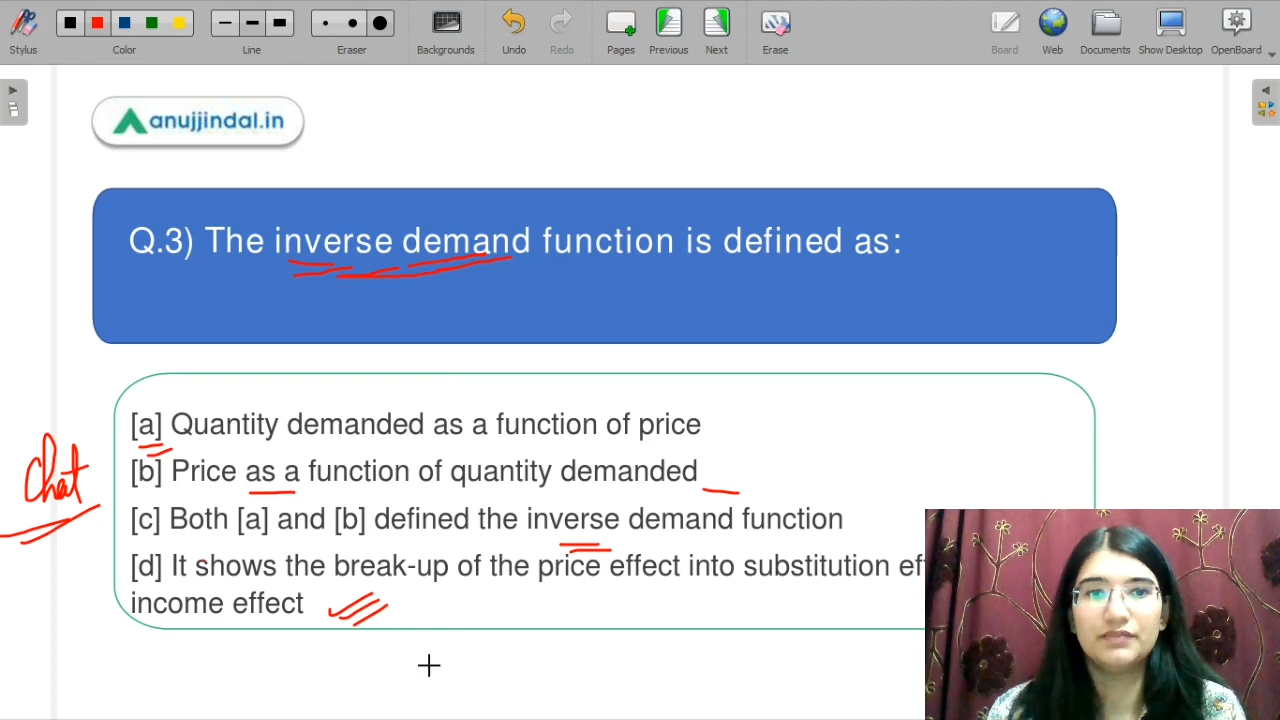 Stylus Color Line Eraser Backgrounds Undo Redo Pages Previous Next Erase Board Web Documents Show Desktop OpenBoard
anujjindal.in
Q.3) The inverse demand function is defined as:
[a] Quantity demanded as a function of price
[b] Price as a function of quantity demanded
Chat
[c] Both [a] and [b] defined the inverse demand function
[d] It shows the break-up of the price effect into substitution eff
income effect